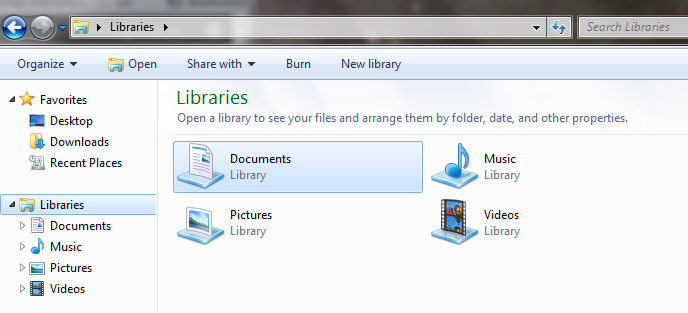 Libraries
Search Libraries
Organize Open Share with Burn New library
Favorites
Desktop
Downloads
Recent Places
Libraries
Documents
Music
Pictures
Videos
Libraries
Open a library to see your files and arrange them by folder, date, and other properties.
Documents
Library
Music
Library
Pictures
Library
Videos
Library